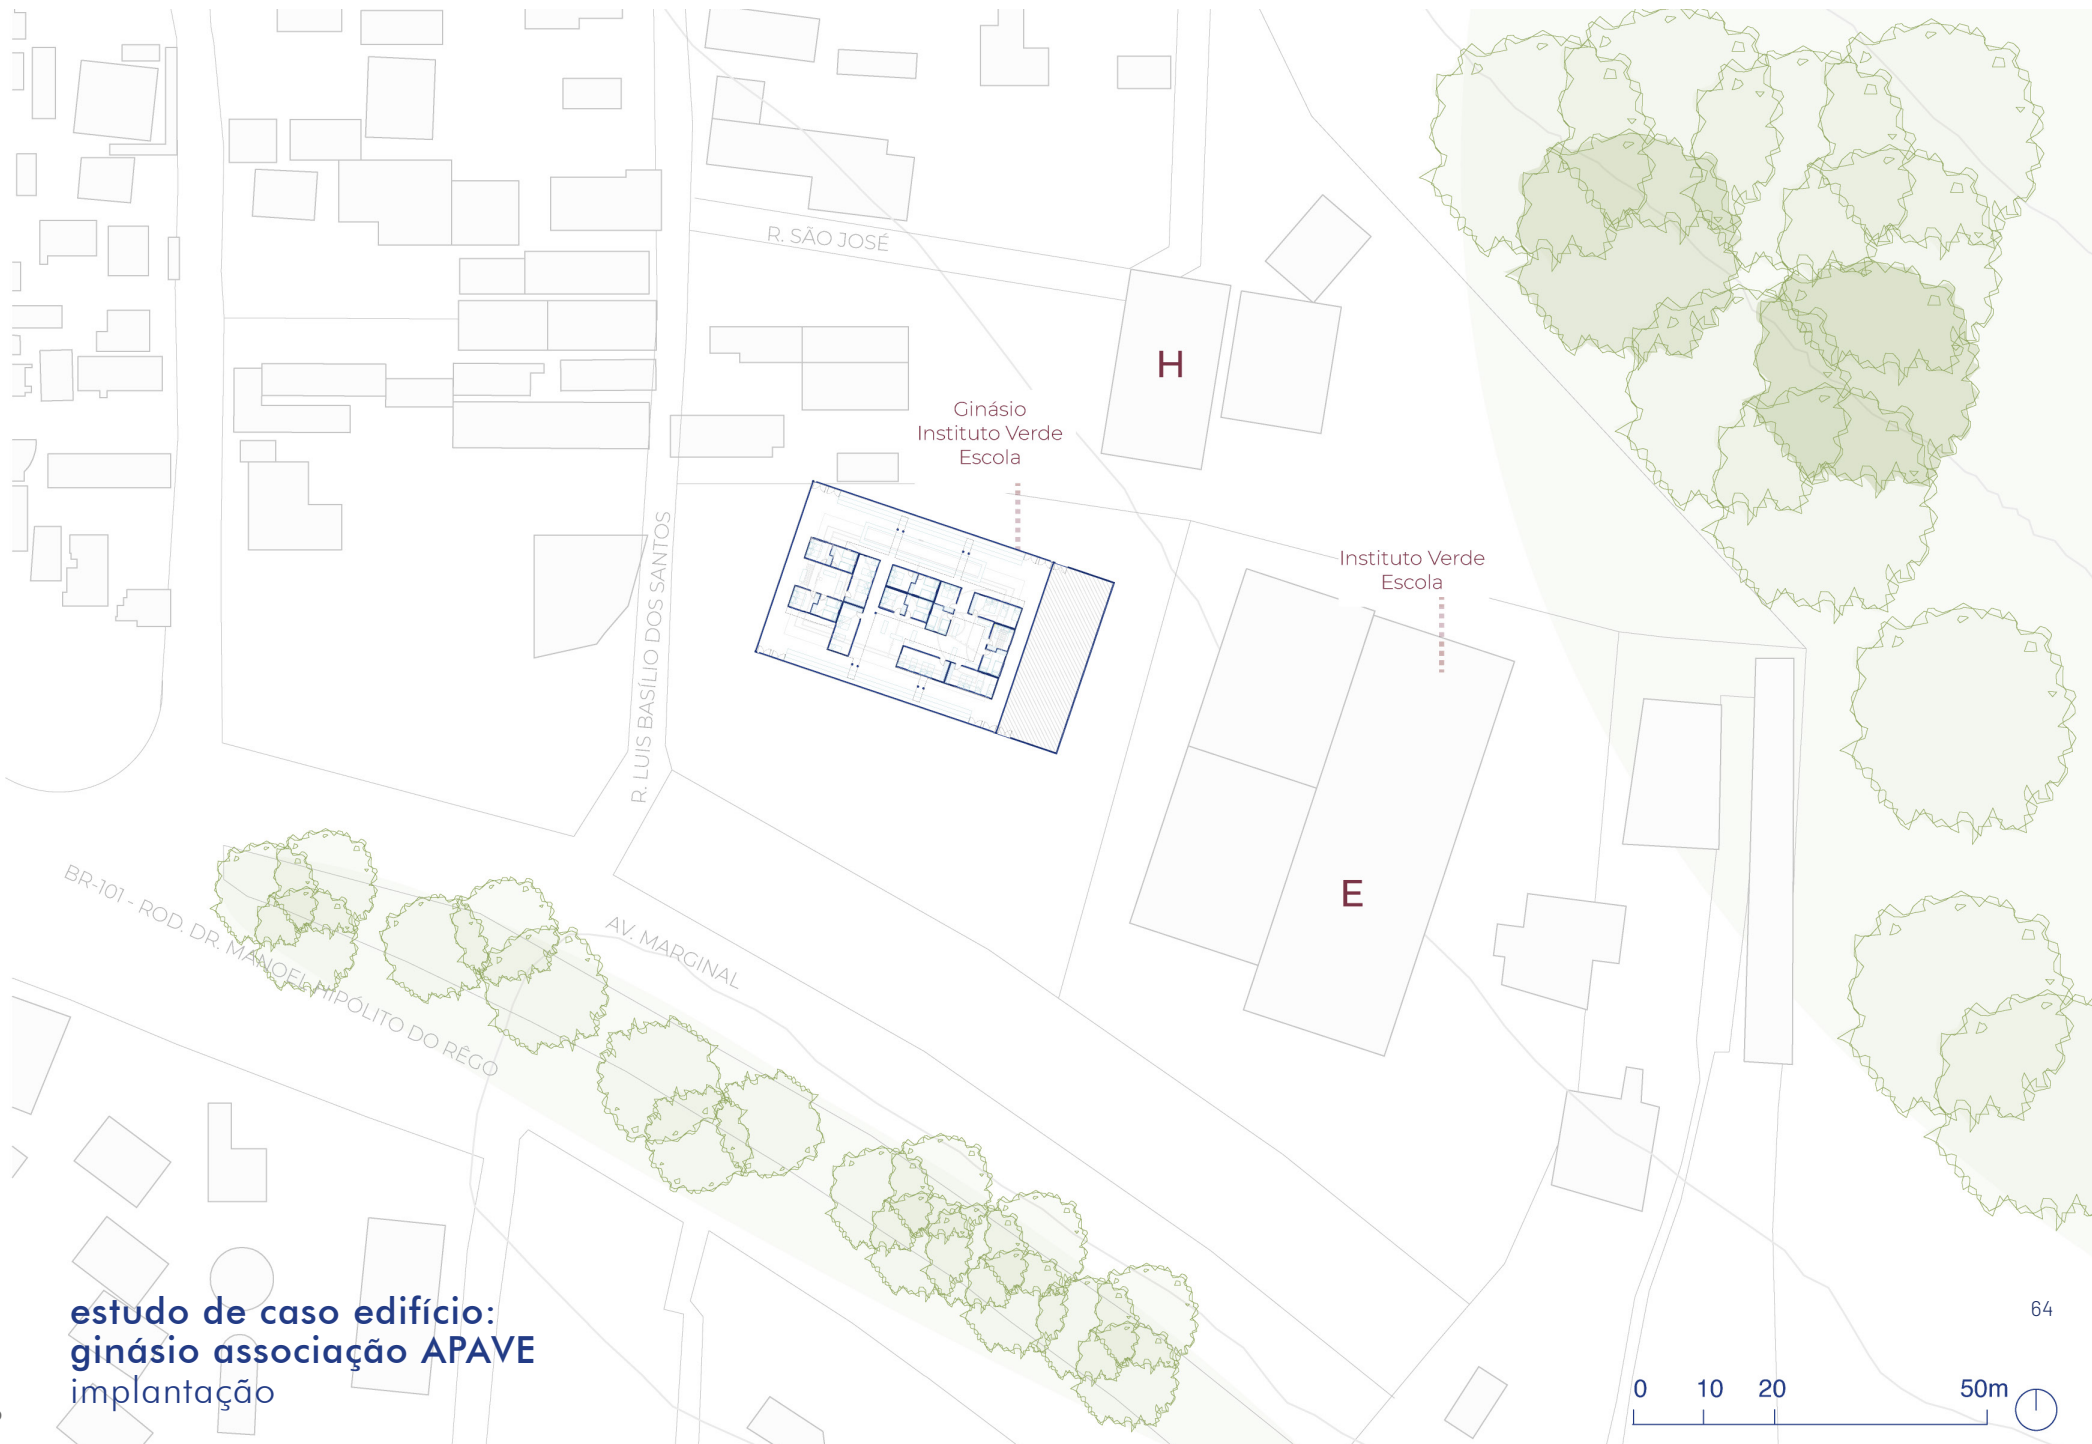 R. SÃO JOSÉ
H
Ginásio
Instituto Verde
Escola
R. LUIS BASÍLIO DOS SANTOS
Instituto Verde
Escola
E
BR-101 - ROD. DR. MANOEL HIPÓLITO DO RÊGO
AV. MARGINAL
estudo de caso edifício:
ginásio associação APAVE
implantação
64
0 10 20 50m